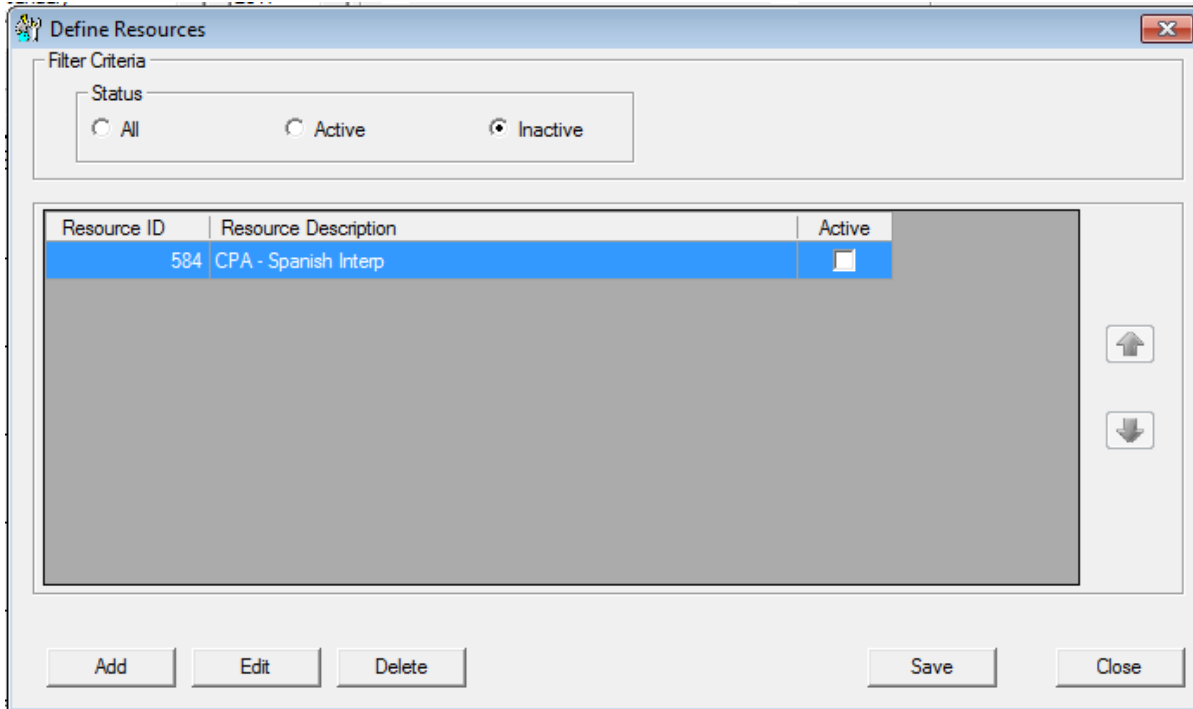 Define Resources
Filter Criteria
Status
All Active Inactive
Resource ID Resource Description Active
584 CPA - Spanish Interp
Add Edit Delete Save Close